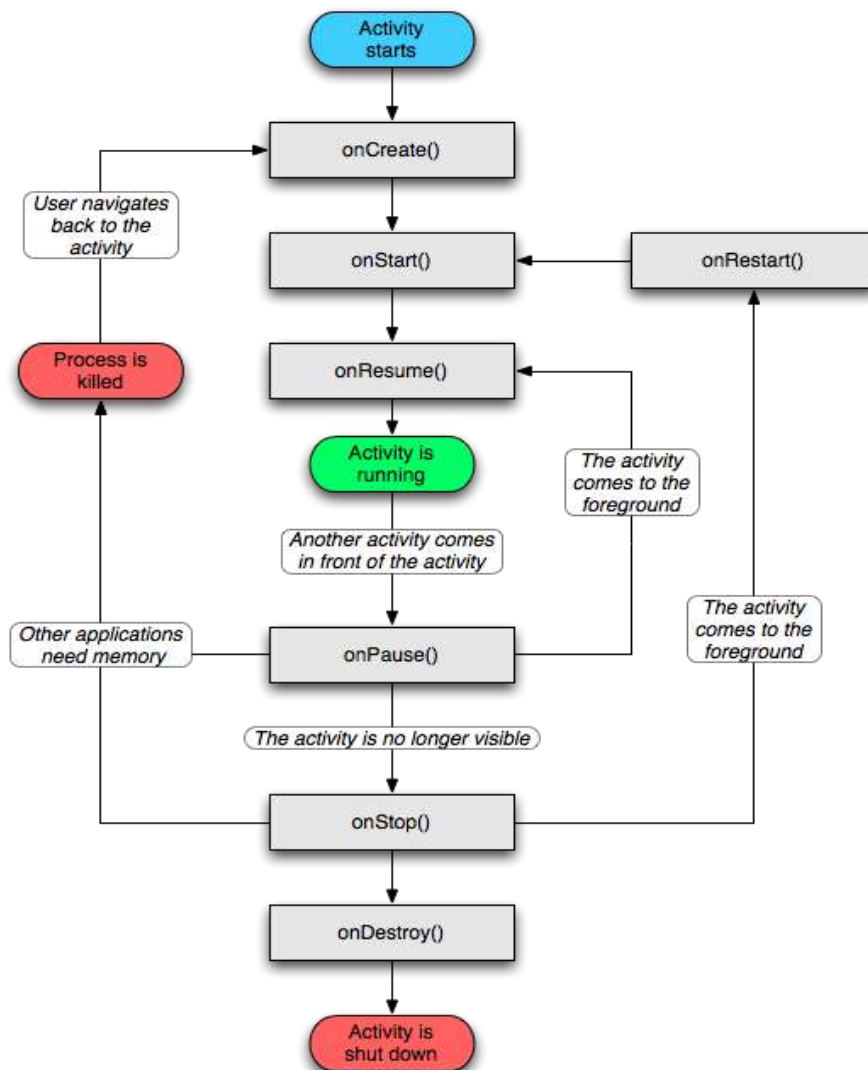 Activity
starts
onCreate()
User navigates
back to the
activity
onStart()
onRestart()
Process is
killed
onResume()
Activity is
running
The activity
comes to the
foreground
Another activity comes
in front of the activity
Other applications
need memory
onPause()
The activity
comes to the
foreground
The activity is no longer visible
onStop()
onDestroy()
Activity is
shut down